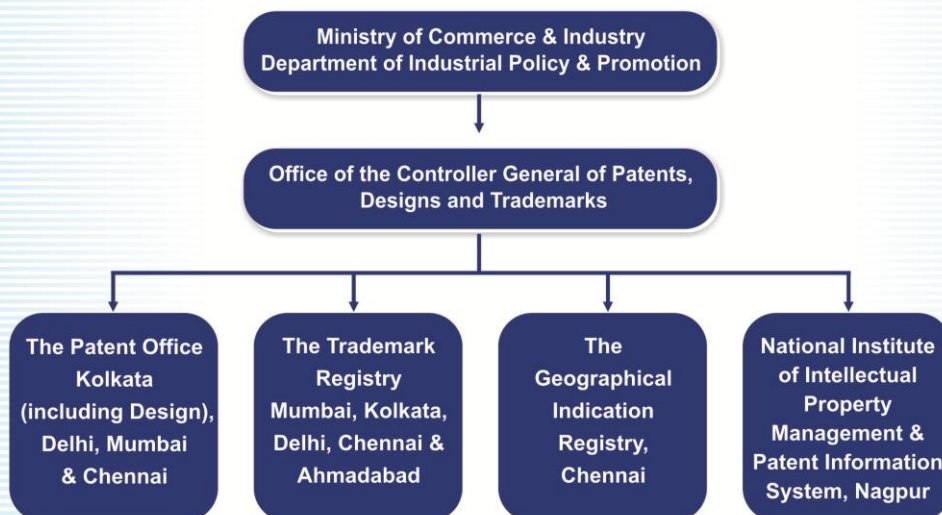 Ministry of Commerce & Industry
Department of Industrial Policy & Promotion
Office of the Controller General of Patents,
Designs and Trademarks
The Patent Office
Kolkata
(including Design),
Delhi, Mumbai
& Chennai
The Trademark
Registry
Mumbai, Kolkata,
Delhi, Chennai &
Ahmadabad
The
Geographical
Indication
Registry,
Chennai
National Institute
of Intellectual
Property
Management &
Patent Information
System, Nagpur